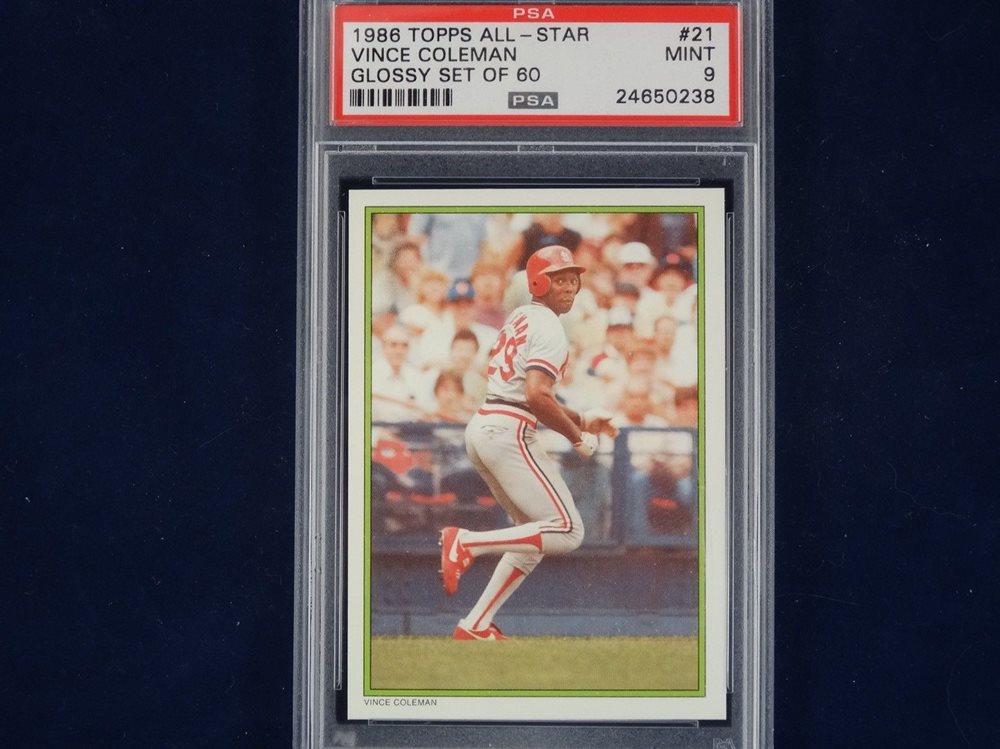 PSA
1986 TOPPS ALL-STAR #21
VINCE COLEMAN MINT
GLOSSY SET OF 60 9
PSA 24650238
29
VINCE COLEMAN